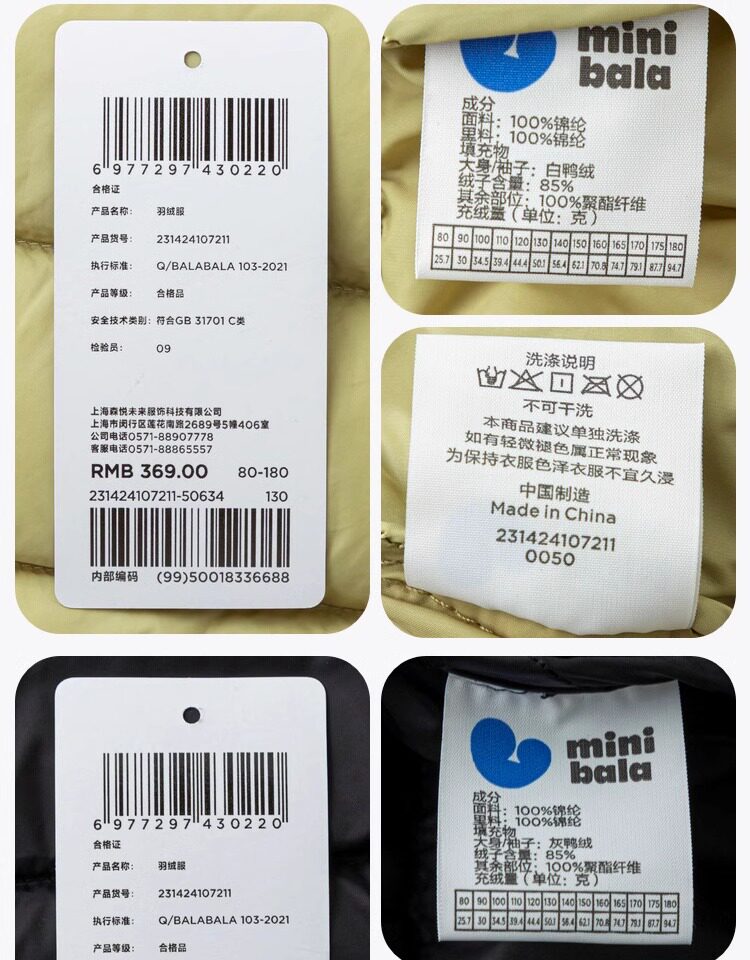 6 977297 430220
合格证
产品名称: 羽绒服
产品货号: 231424107211
执行标准: Q/BALABALA 103-2021
产品等级: 合格品
安全技术类别: 符合GB 31701 C类
检验员: 09
上海森悦未来服饰科技有限公司
上海市闵行区莲花南路2689号5幢406室
公司电话0571-88907778
客服电话0571-88865557
RMB 369.00 80-180
231424107211-50634 130
内部编码 (99)50018336688
mini
bala
成分
面料: 100%锦纶
里料: 100%锦纶
填充物
大身/袖子: 白鸭绒
绒子含量: 85%
其余部位: 100%聚酯纤维
充绒量(单位: 克)
80 90 100 110 120 130 140 150 160 165 170 175 180
25.7 30 34.5 39.4 44.4 50.1 56.4 62.1 70.8 74.7 79.1 87.7 94.7
洗涤说明
不可干洗
本商品建议单独洗涤
如有轻微褪色属正常现象
为保持衣服色泽衣服不宜久浸
中国制造
Made in China
231424107211
0050
6 977297 430220
合格证
产品名称: 羽绒服
产品货号: 231424107211
执行标准: Q/BALABALA 103-2021
产品等级: 合格品
mini
bala
成分
面料: 100%锦纶
里料: 100%锦纶
填充物
大身/袖子: 灰鸭绒
绒子含量: 85%
其余部位: 100%聚酯纤维
充绒量(单位: 克)
80 90 100 110 120 130 140 150 160 165 170 175 180
25.7 30 34.5 39.4 44.4 50.1 56.4 62.1 70.8 74.7 79.1 87.7 94.7